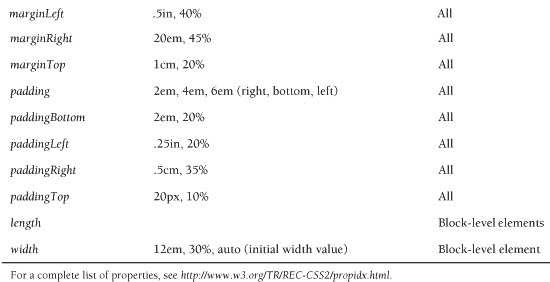 marginLeft .5in, 40% All
marginRight 20em, 45% All
marginTop 1cm, 20% All
padding 2em, 4em, 6em (right, bottom, left) All
paddingBottom 2em, 20% All
paddingLeft .25in, 20% All
paddingRight .5cm, 35% All
paddingTop 20px, 10% All
length Block-level elements
width 12em, 30%, auto (initial width value) Block-level element
For a complete list of properties, see http://www.w3.org/TR/REC-CSS2/propidx.html.